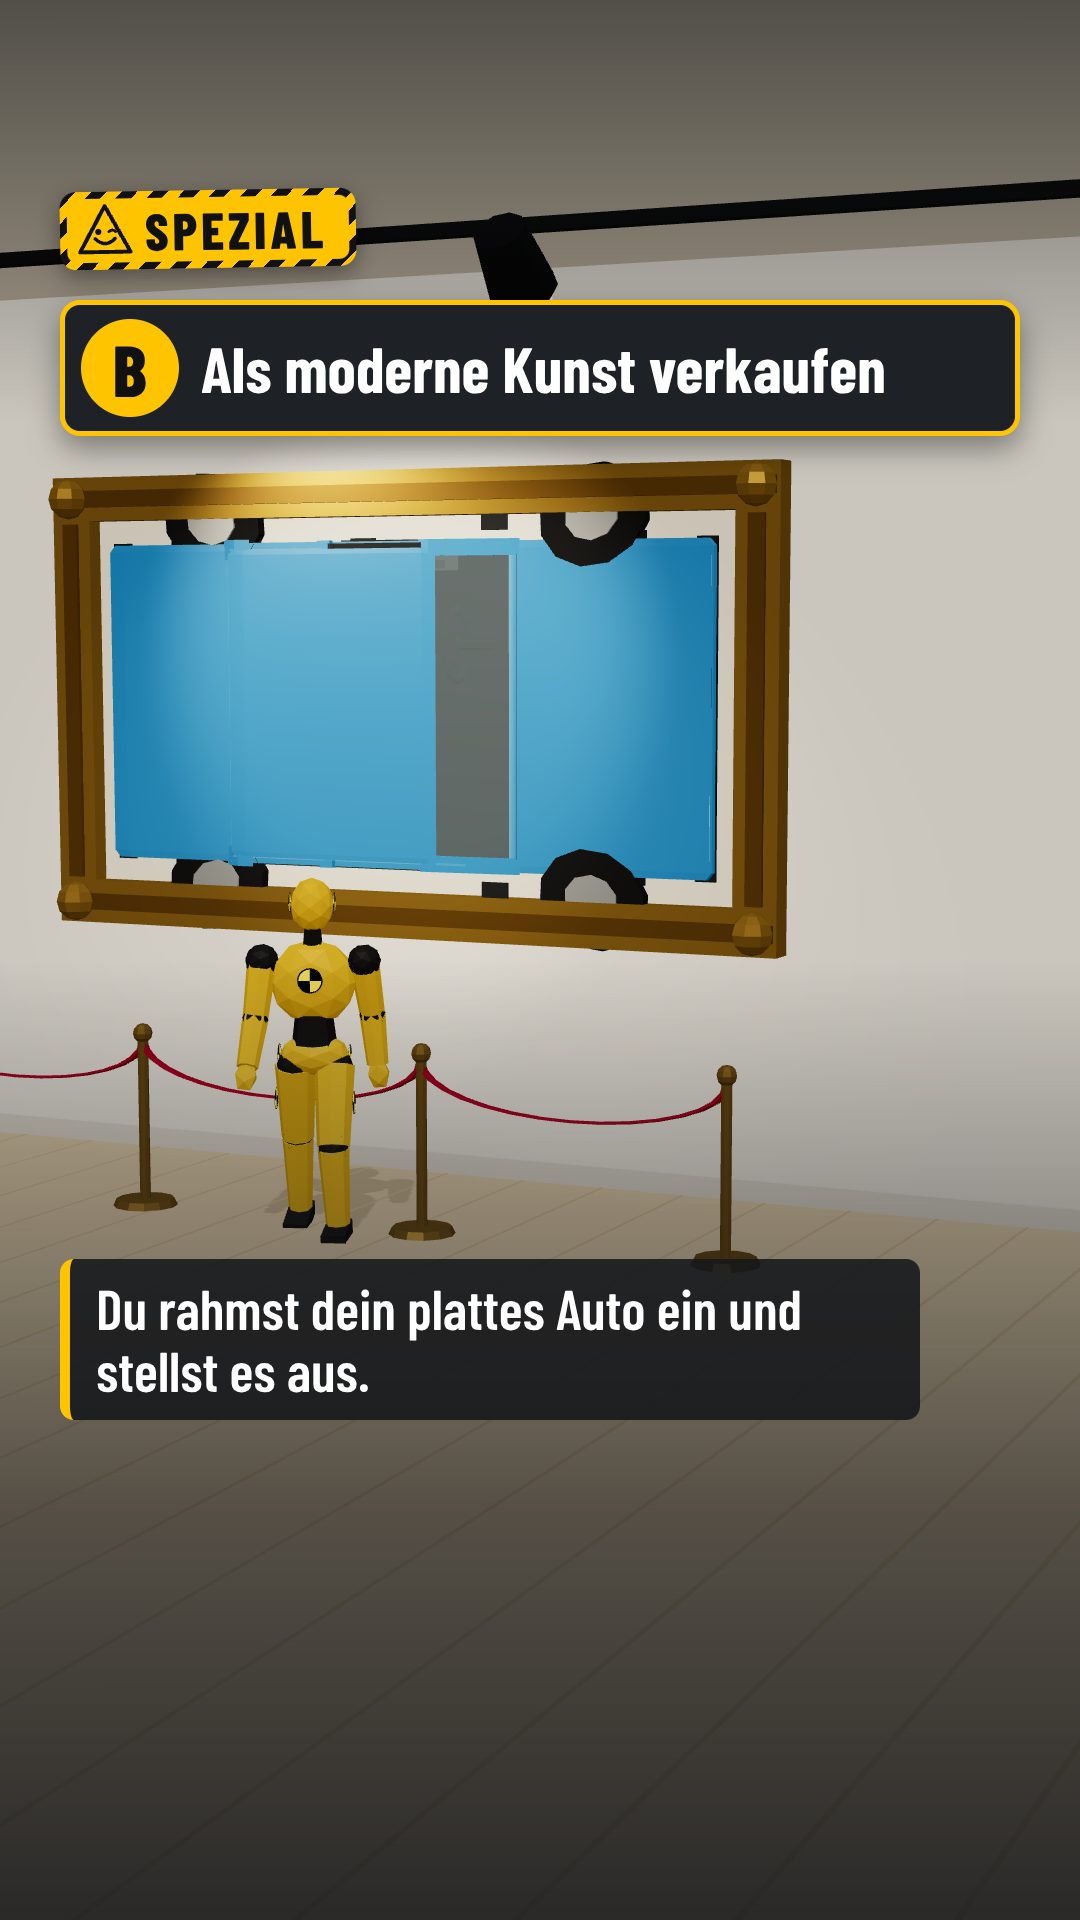 SPEZIAL
B Als moderne Kunst verkaufen
Du rahmst dein plattes Auto ein und
stellst es aus.